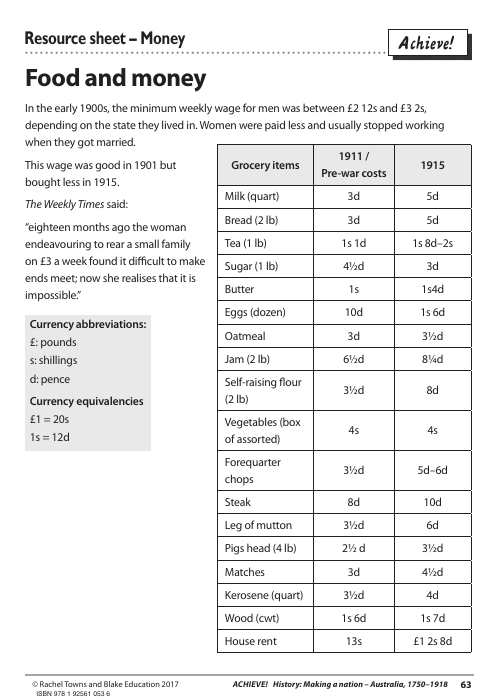 Resource sheet – Money
Achieve!
Food and money
In the early 1900s, the minimum weekly wage for men was between £2 12s and £3 2s,
depending on the state they lived in. Women were paid less and usually stopped working
when they got married.
This wage was good in 1901 but
bought less in 1915.
The Weekly Times said:
“eighteen months ago the woman
endeavouring to rear a small family
on £3 a week found it difficult to make
ends meet; now she realises that it is
impossible.”
Currency abbreviations:
£: pounds
s: shillings
d: pence
Currency equivalencies
£1 = 20s
1s = 12d
Grocery items 1911 / Pre-war costs 1915
Milk (quart) 3d 5d
Bread (2 lb) 3d 5d
Tea (1 lb) 1s 1d 1s 8d–2s
Sugar (1 lb) 4½d 3d
Butter 1s 1s4d
Eggs (dozen) 10d 1s 6d
Oatmeal 3d 3½d
Jam (2 lb) 6½d 8¼d
Self-raising flour (2 lb) 3½d 8d
Vegetables (box of assorted) 4s 4s
Forequarter chops 3½d 5d–6d
Steak 8d 10d
Leg of mutton 3½d 6d
Pigs head (4 lb) 2½ d 3½d
Matches 3d 4½d
Kerosene (quart) 3½d 4d
Wood (cwt) 1s 6d 1s 7d
House rent 13s £1 2s 8d
© Rachel Towns and Blake Education 2017
ISBN 978 1 92561 053 6
ACHIEVE! History: Making a nation – Australia, 1750–1918 63